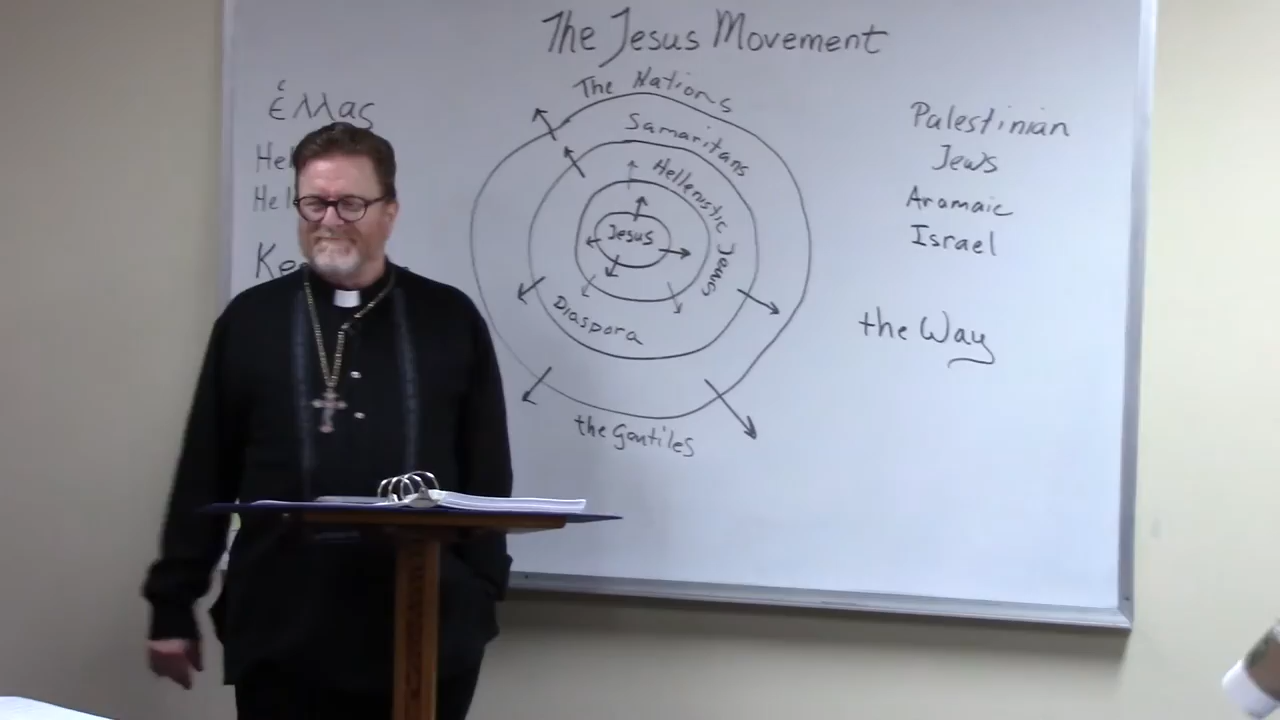 The Jesus Movement
ἑλλας
The Nations
Samaritans
Hellenistic Jews
Jesus
Diaspora
the Gentiles
Palestinian
Jews
Aramaic
Israel
the Way